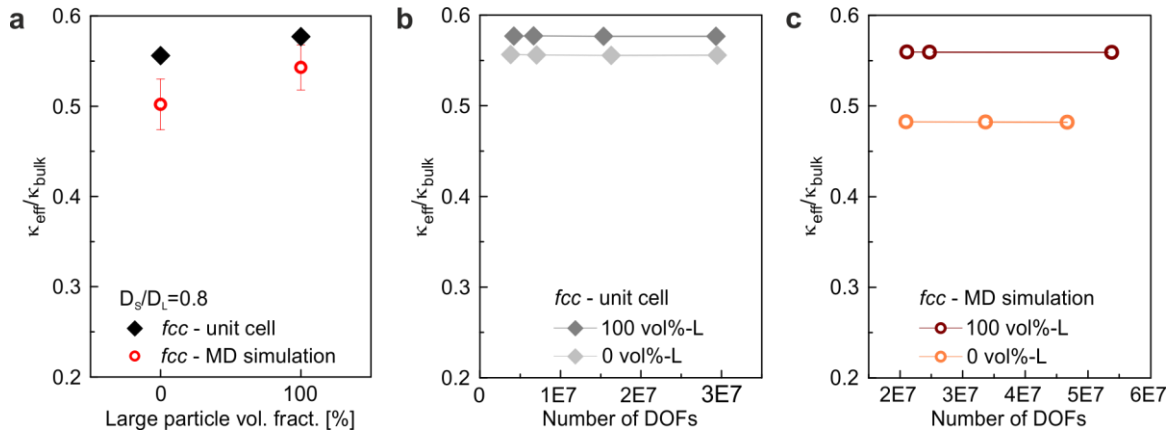 a
0.6
0.5
0.4
0.3
0.2
κeff/κbulk
DS/DL=0.8
fcc - unit cell
fcc - MD simulation
0 100
Large particle vol. fract. [%]
b
0.6
0.5
0.4
0.3
0.2
κeff/κbulk
fcc - unit cell
100 vol%-L
0 vol%-L
0 1E7 2E7 3E7
Number of DOFs
c
0.6
0.5
0.4
0.3
0.2
κeff/κbulk
fcc - MD simulation
100 vol%-L
0 vol%-L
2E7 3E7 4E7 5E7 6E7
Number of DOFs